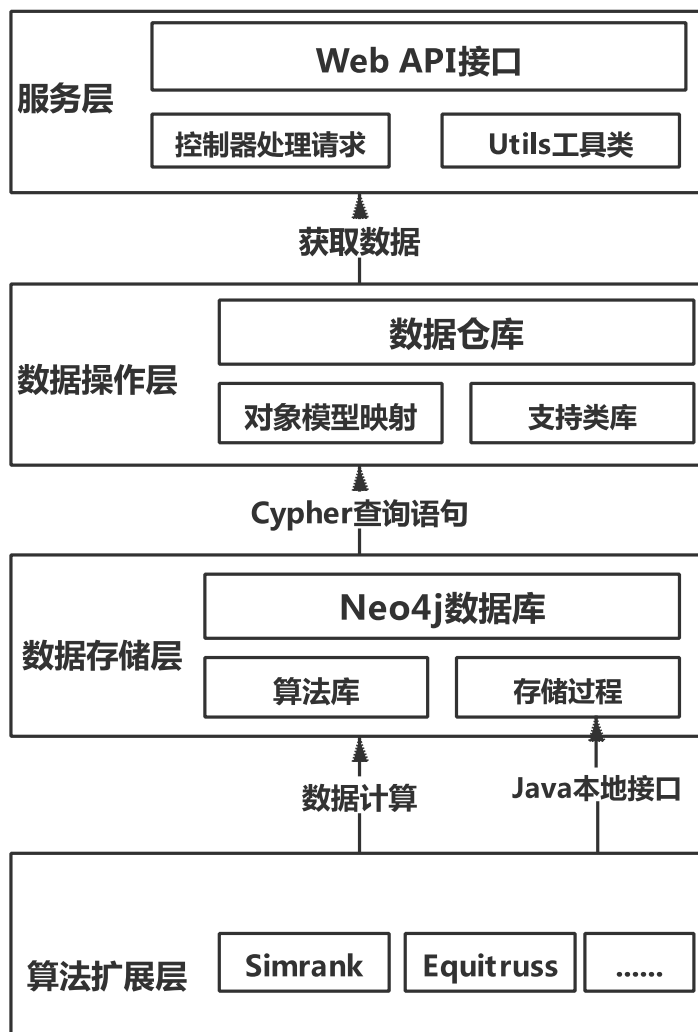 Web API接口
服务层
控制器处理请求
Utils工具类
获取数据
数据仓库
数据操作层
对象模型映射
支持类库
Cypher查询语句
Neo4j数据库
数据存储层
算法库
存储过程
数据计算
Java本地接口
算法扩展层
Simrank
Equitruss
......